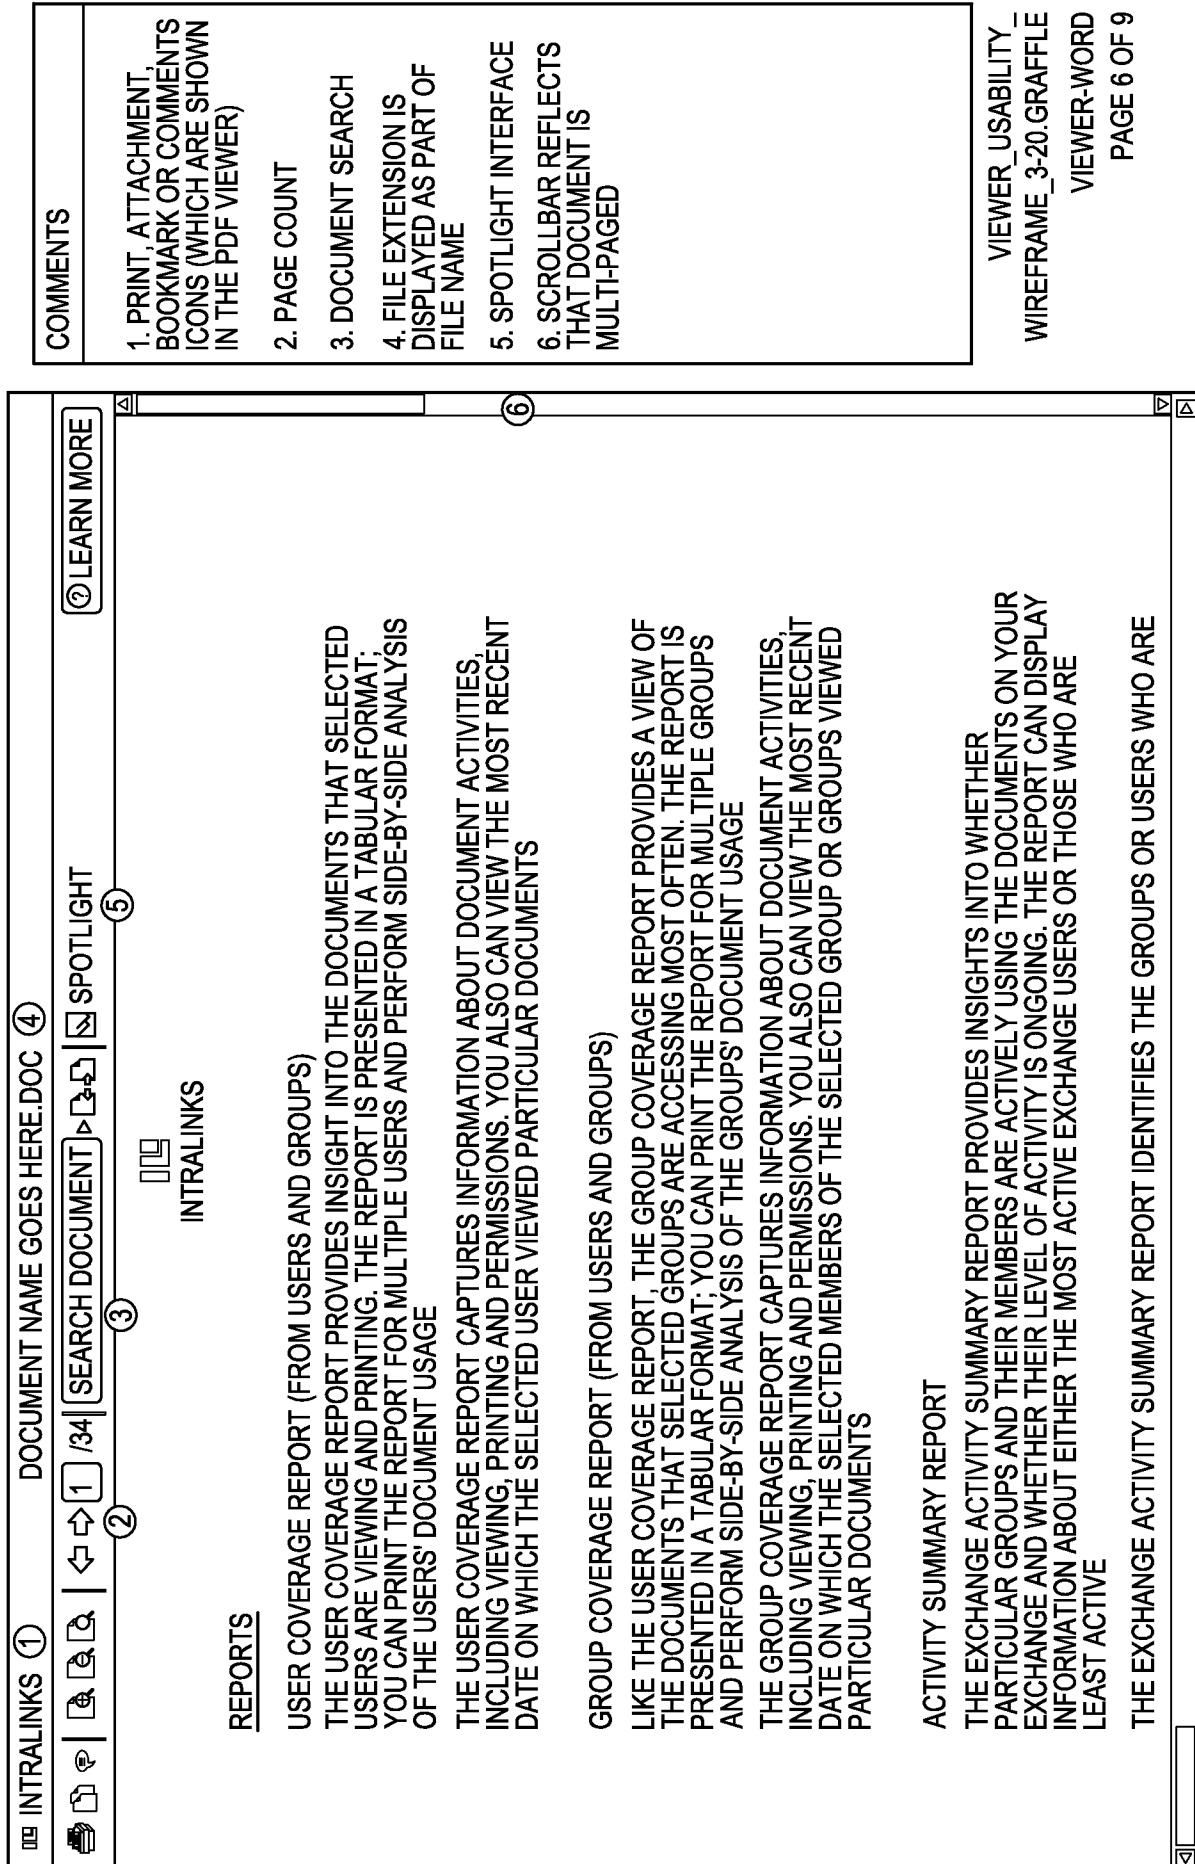 INTRALINKS ① DOCUMENT NAME GOES HERE.DOC ④
1 /34 SEARCH DOCUMENT SPOTLIGHT ? LEARN MORE
② ③ ⑤
INTRALINKS
REPORTS
USER COVERAGE REPORT (FROM USERS AND GROUPS)
THE USER COVERAGE REPORT PROVIDES INSIGHT INTO THE DOCUMENTS THAT SELECTED
USERS ARE VIEWING AND PRINTING. THE REPORT IS PRESENTED IN A TABULAR FORMAT;
YOU CAN PRINT THE REPORT FOR MULTIPLE USERS AND PERFORM SIDE-BY-SIDE ANALYSIS
OF THE USERS' DOCUMENT USAGE
THE USER COVERAGE REPORT CAPTURES INFORMATION ABOUT DOCUMENT ACTIVITIES,
INCLUDING VIEWING, PRINTING AND PERMISSIONS. YOU ALSO CAN VIEW THE MOST RECENT
DATE ON WHICH THE SELECTED USER VIEWED PARTICULAR DOCUMENTS
GROUP COVERAGE REPORT (FROM USERS AND GROUPS)
LIKE THE USER COVERAGE REPORT, THE GROUP COVERAGE REPORT PROVIDES A VIEW OF
THE DOCUMENTS THAT SELECTED GROUPS ARE ACCESSING MOST OFTEN. THE REPORT IS
PRESENTED IN A TABULAR FORMAT; YOU CAN PRINT THE REPORT FOR MULTIPLE GROUPS
AND PERFORM SIDE-BY-SIDE ANALYSIS OF THE GROUPS' DOCUMENT USAGE
THE GROUP COVERAGE REPORT CAPTURES INFORMATION ABOUT DOCUMENT ACTIVITIES,
INCLUDING VIEWING, PRINTING AND PERMISSIONS. YOU ALSO CAN VIEW THE MOST RECENT
DATE ON WHICH THE SELECTED MEMBERS OF THE SELECTED GROUP OR GROUPS VIEWED
PARTICULAR DOCUMENTS
ACTIVITY SUMMARY REPORT
THE EXCHANGE ACTIVITY SUMMARY REPORT PROVIDES INSIGHTS INTO WHETHER
PARTICULAR GROUPS AND THEIR MEMBERS ARE ACTIVELY USING THE DOCUMENTS ON YOUR
EXCHANGE AND WHETHER THEIR LEVEL OF ACTIVITY IS ONGOING. THE REPORT CAN DISPLAY
INFORMATION ABOUT EITHER THE MOST ACTIVE EXCHANGE USERS OR THOSE WHO ARE
LEAST ACTIVE
THE EXCHANGE ACTIVITY SUMMARY REPORT IDENTIFIES THE GROUPS OR USERS WHO ARE
⑥
COMMENTS
1. PRINT, ATTACHMENT,
BOOKMARK OR COMMENTS
ICONS (WHICH ARE SHOWN
IN THE PDF VIEWER)
2. PAGE COUNT
3. DOCUMENT SEARCH
4. FILE EXTENSION IS
DISPLAYED AS PART OF
FILE NAME
5. SPOTLIGHT INTERFACE
6. SCROLLBAR REFLECTS
THAT DOCUMENT IS
MULTI-PAGED
VIEWER_USABILITY_
WIREFRAME_3-20.GRAFFLE
VIEWER-WORD
PAGE 6 OF 9